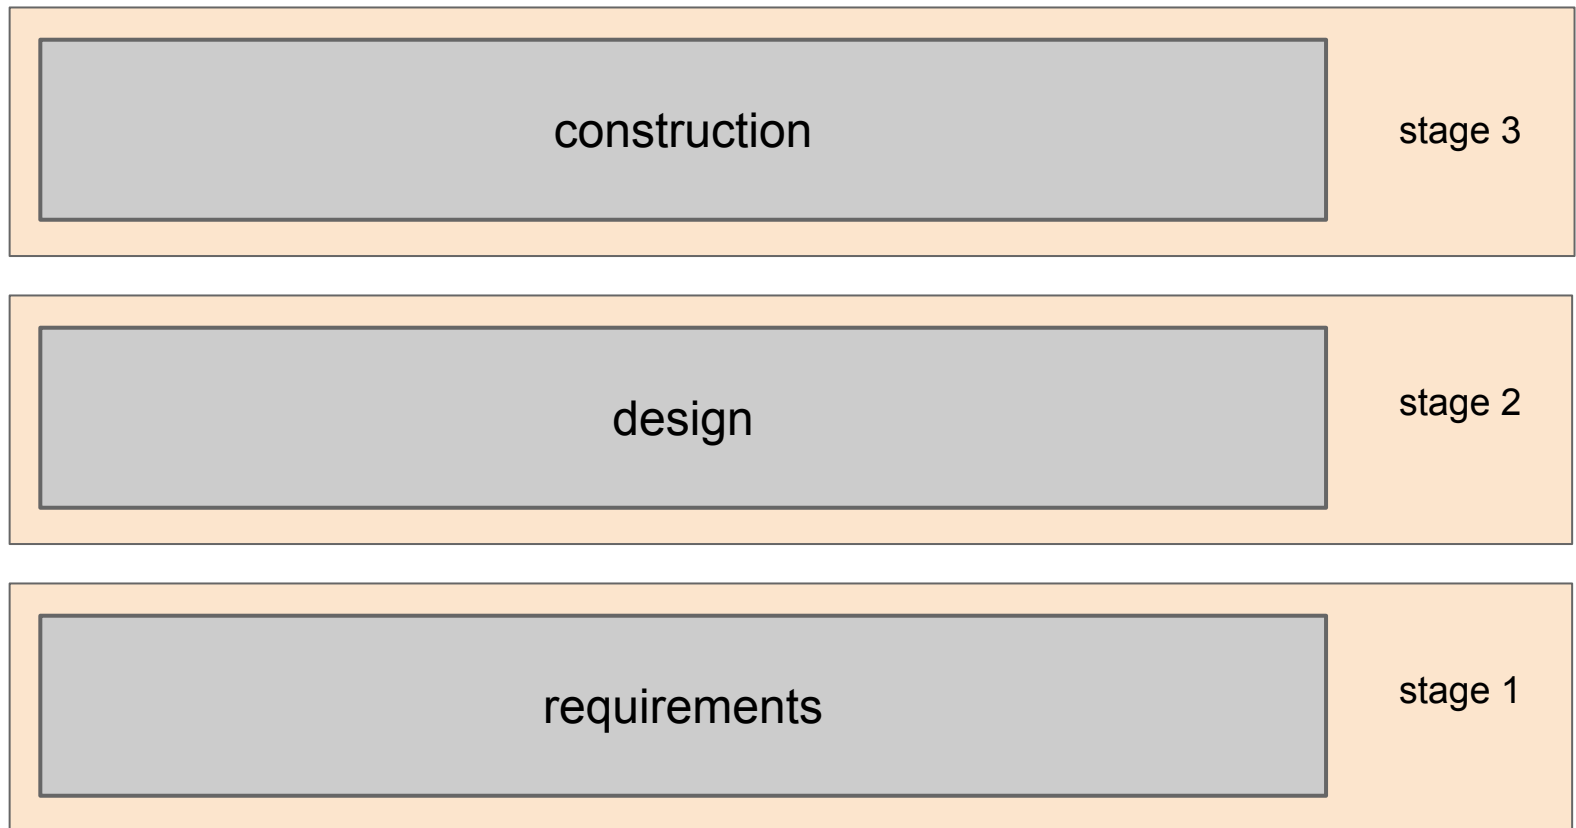 construction
stage 3
design
stage 2
requirements
stage 1